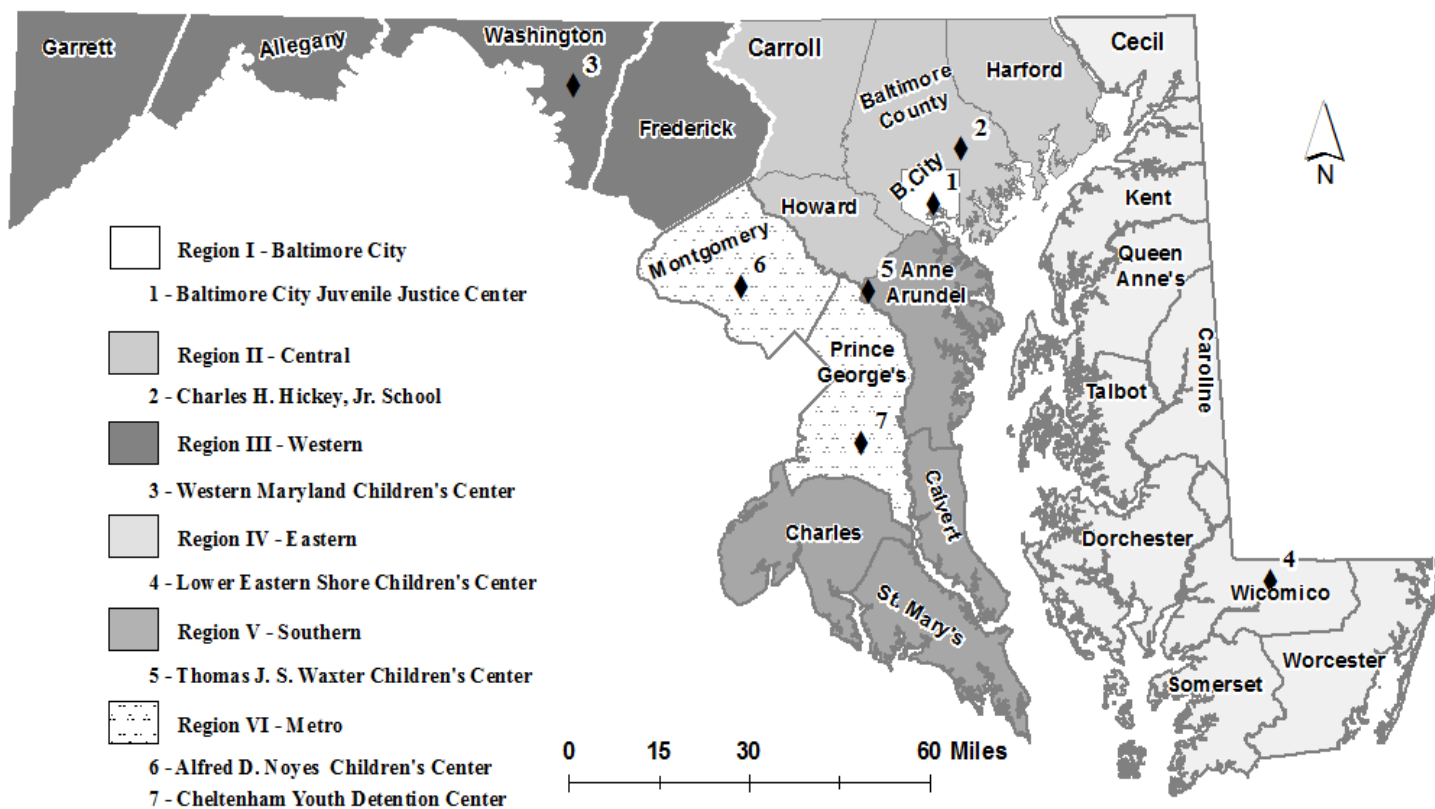 Garrett
Allegany
Washington
3
Frederick
Carroll
Baltimore
County
Harford
Cecil
2
B.City
1
Howard
Montgomery
6
5 Anne
Arundel
Prince
George's
7
Calvert
Charles
St. Mary's
Kent
Queen
Anne's
Caroline
Talbot
Dorchester
4
Wicomico
Worcester
Somerset
N
Region I - Baltimore City
1 - Baltimore City Juvenile Justice Center
Region II - Central
2 - Charles H. Hickey, Jr. School
Region III - Western
3 - Western Maryland Children's Center
Region IV - Eastern
4 - Lower Eastern Shore Children's Center
Region V - Southern
5 - Thomas J. S. Waxter Children's Center
Region VI - Metro
6 - Alfred D. Noyes Children's Center
7 - Cheltenham Youth Detention Center
0 15 30 60 Miles